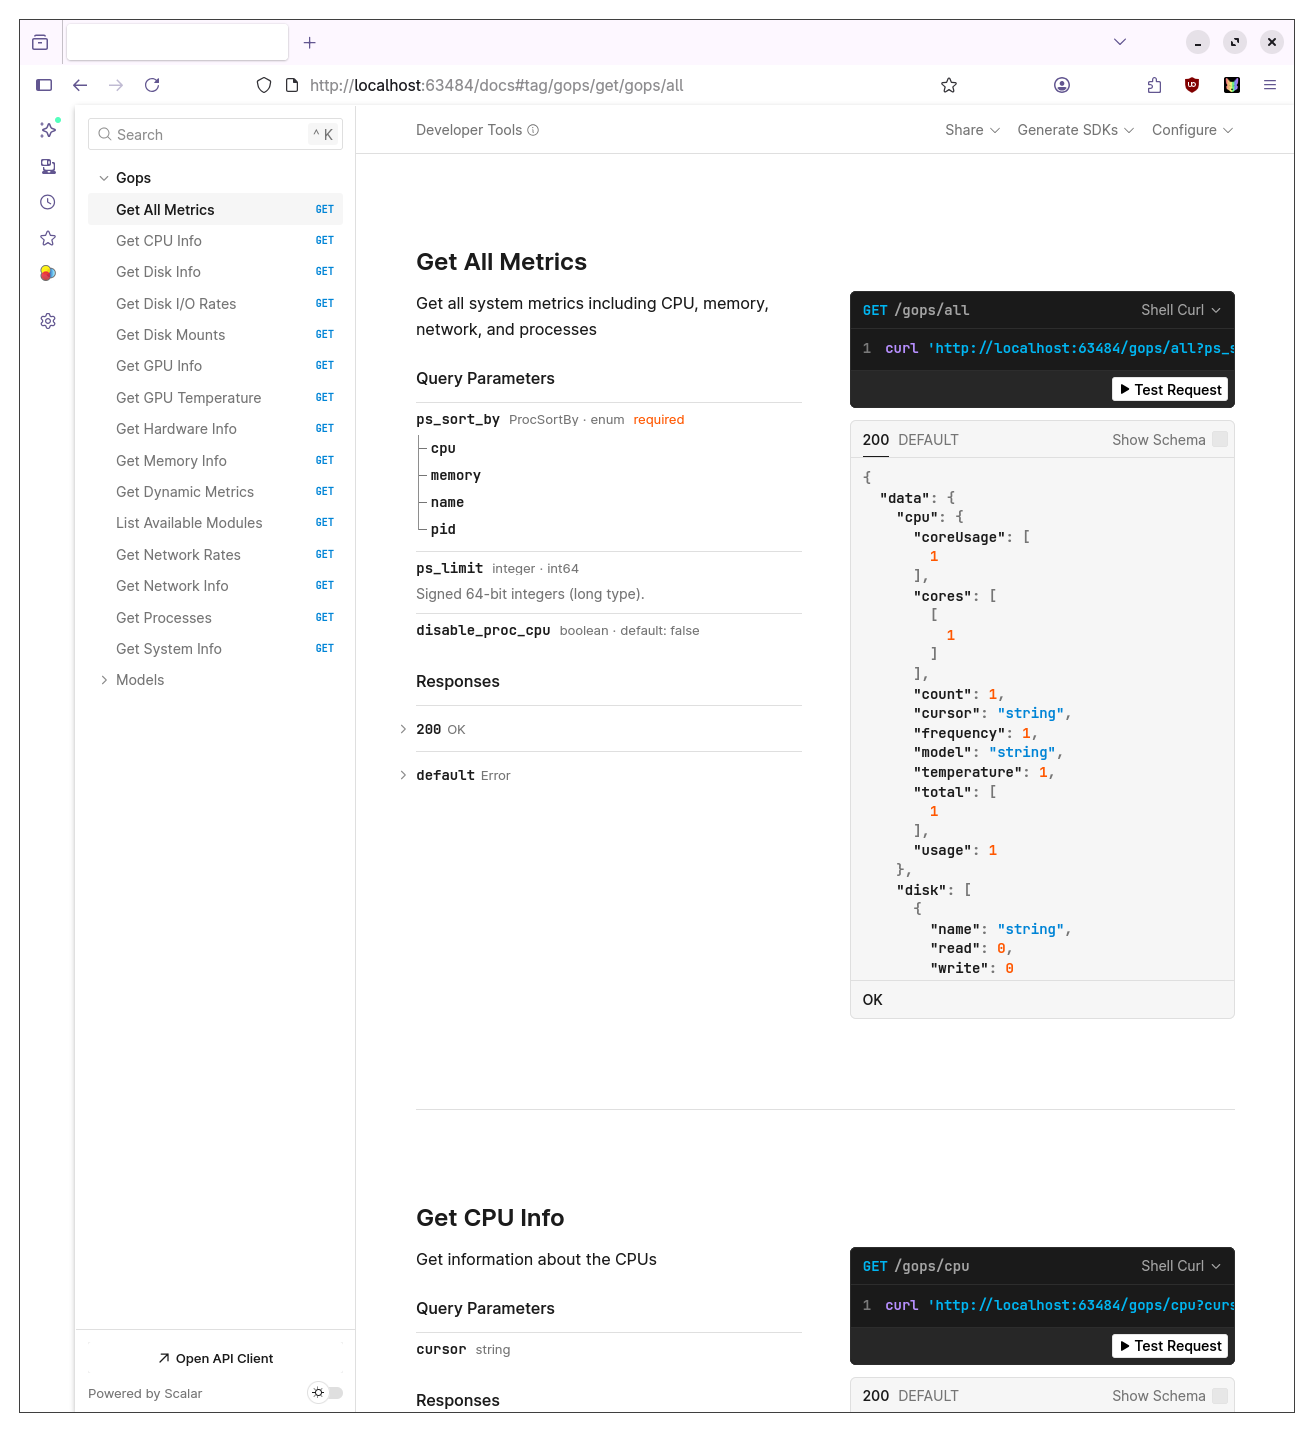 http://localhost:63484/docs#tag/gops/get/gops/all
Search
^ K
Gops
Get All Metrics GET
Get CPU Info GET
Get Disk Info GET
Get Disk I/O Rates GET
Get Disk Mounts GET
Get GPU Info GET
Get GPU Temperature GET
Get Hardware Info GET
Get Memory Info GET
Get Dynamic Metrics GET
List Available Modules GET
Get Network Rates GET
Get Network Info GET
Get Processes GET
Get System Info GET
Models
Open API Client
Powered by Scalar
Developer Tools
Share
Generate SDKs
Configure
Get All Metrics
Get all system metrics including CPU, memory,
network, and processes
Query Parameters
ps_sort_by ProcSortBy · enum required
cpu
memory
name
pid
ps_limit integer · int64
Signed 64-bit integers (long type).
disable_proc_cpu boolean · default: false
Responses
200 OK
default Error
GET /gops/all Shell Curl
1 curl 'http://localhost:63484/gops/all?ps_s
Test Request
200 DEFAULT Show Schema
{
"data": {
"cpu": {
"coreUsage": [
1
],
"cores": [
[
1
]
],
"count": 1,
"cursor": "string",
"frequency": 1,
"model": "string",
"temperature": 1,
"total": [
1
],
"usage": 1
},
"disk": [
{
"name": "string",
"read": 0,
"write": 0
OK
Get CPU Info
Get information about the CPUs
Query Parameters
cursor string
Responses
GET /gops/cpu Shell Curl
1 curl 'http://localhost:63484/gops/cpu?curs
Test Request
200 DEFAULT Show Schema